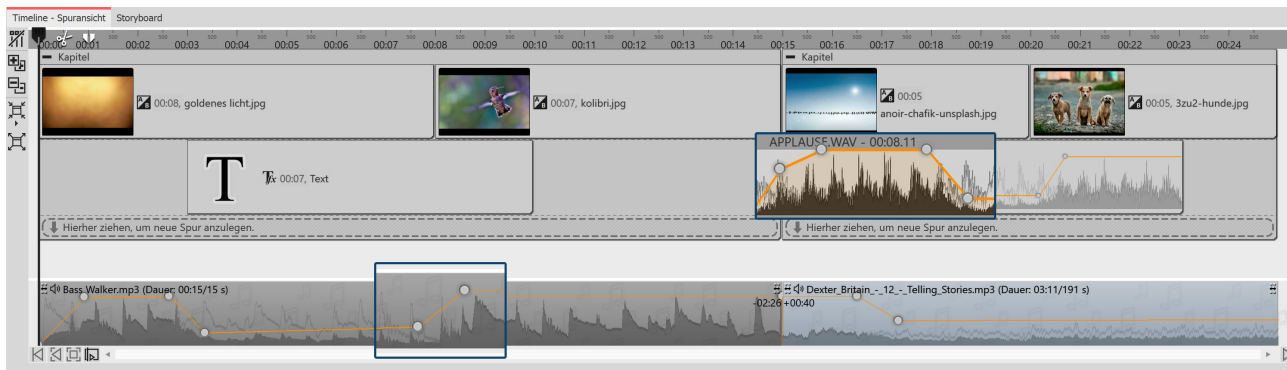 Timeline - Spuransicht Storyboard
00:00 00:01 00:02 00:03 00:04 00:05 00:06 00:07 00:08 00:09 00:10 00:11 00:12 00:13 00:14 00:15 00:16 00:17 00:18 00:19 00:20 00:21 00:22 00:23 00:24
Kapitel Kapitel
00:08, goldenes licht.jpg
00:07, kolibri.jpg
00:05
anoir-chafik-unsplash.jpg
00:05, 3zu2-hunde.jpg
APPLAUSE.WAV - 00:08.11
T
00:07, Text
Hierher ziehen, um neue Spur anzulegen. Hierher ziehen, um neue Spur anzulegen.
Bass Walker.mp3 (Dauer: 00:15/15 s)
Dexter_Britain_-_12_-_Telling_Stories.mp3 (Dauer: 03:11/191 s)
-02:26 +00:40